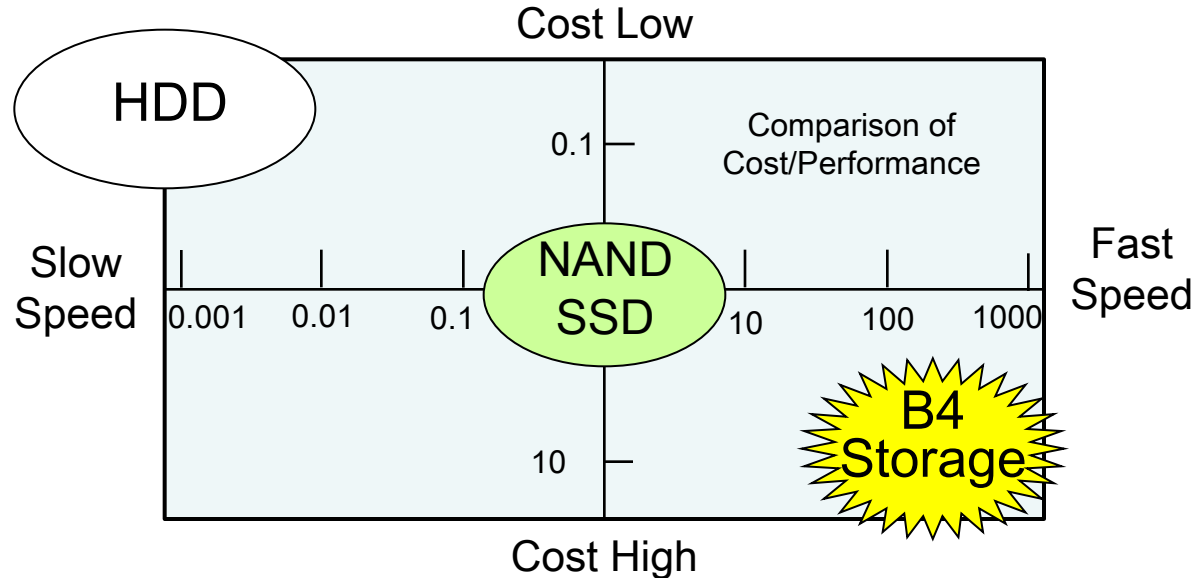 Cost Low
HDD
Comparison of
Cost/Performance
0.1
Slow
Speed
NAND
SSD
Fast
Speed
0.001
0.01
0.1
10
100
1000
B4
Storage
10
Cost High